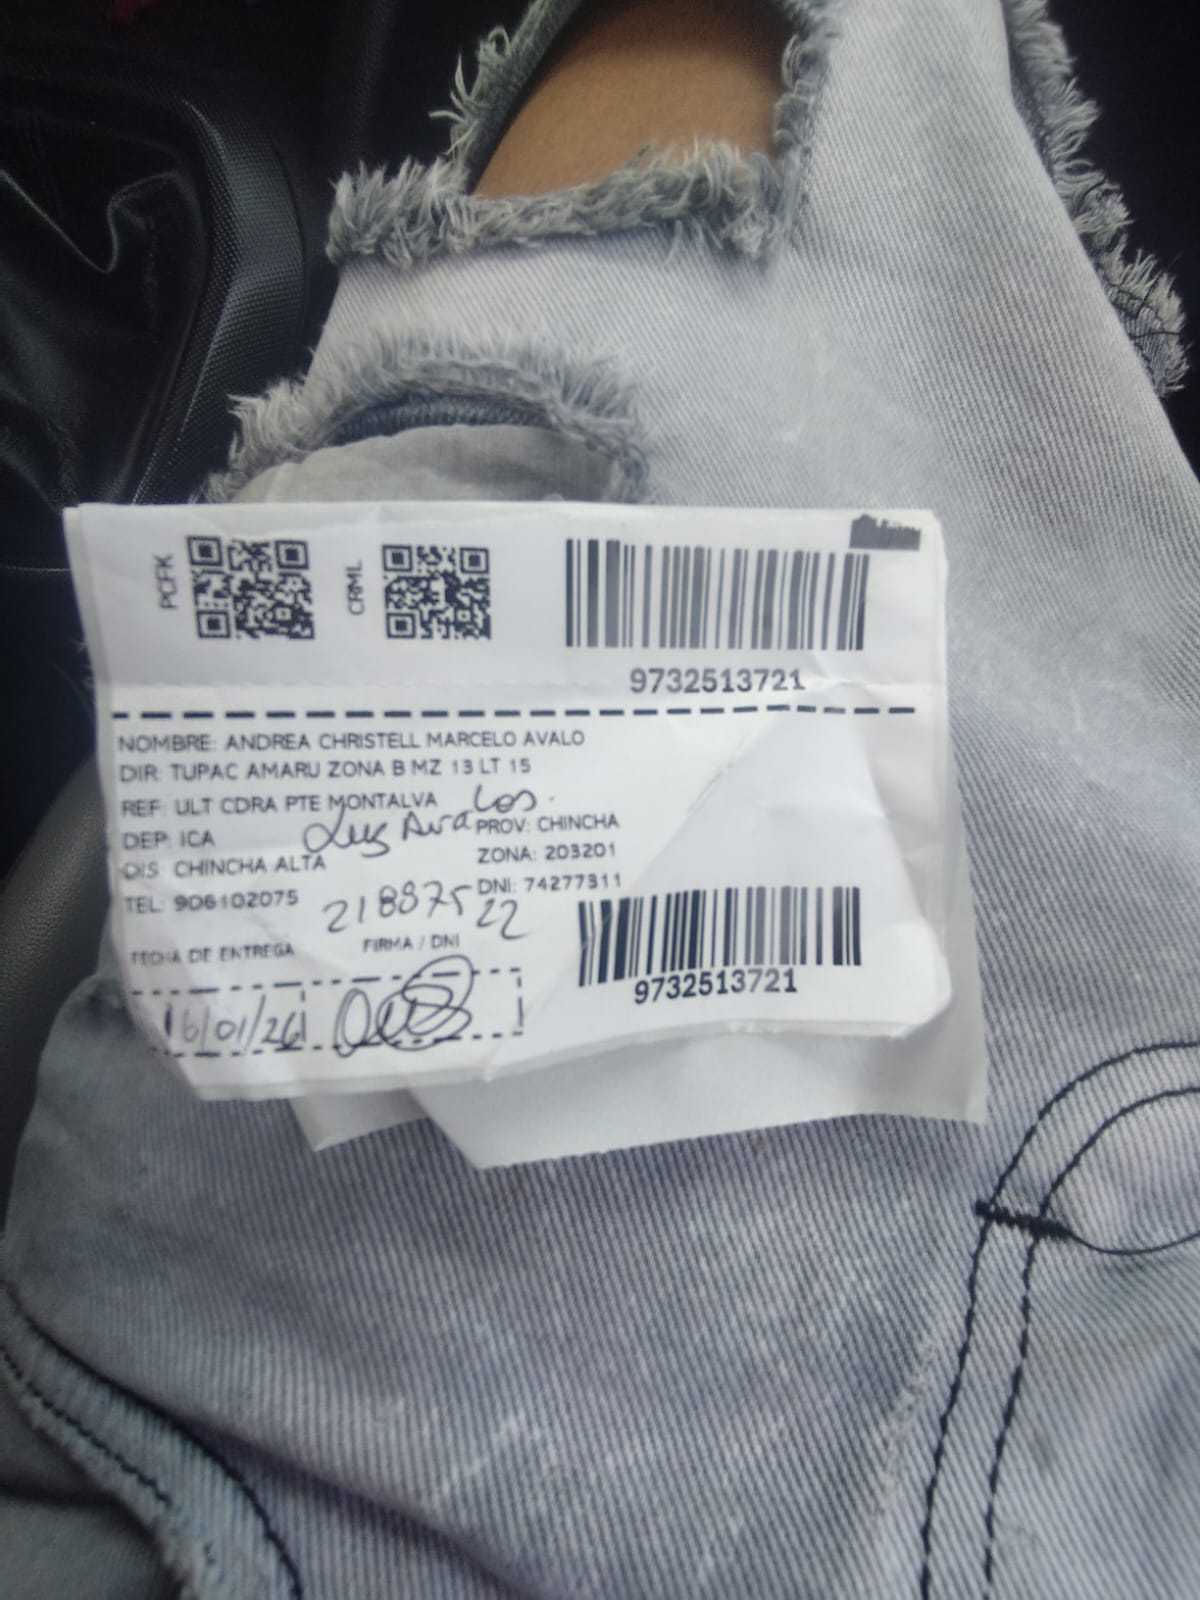 PCFK
CRML
9732513721
NOMBRE: ANDREA CHRISTELL MARCELO AVALO
DIR: TUPAC AMARU ZONA B MZ 13 LT 15
REF: ULT CDRA PTE MONTALVA
Luz Avalos.
DEP: ICA PROV: CHINCHA
DIS: CHINCHA ALTA ZONA: 203201
TEL: 906102075 DNI: 74277311
21887522
FECHA DE ENTREGA FIRMA / DNI
16/01/26
9732513721